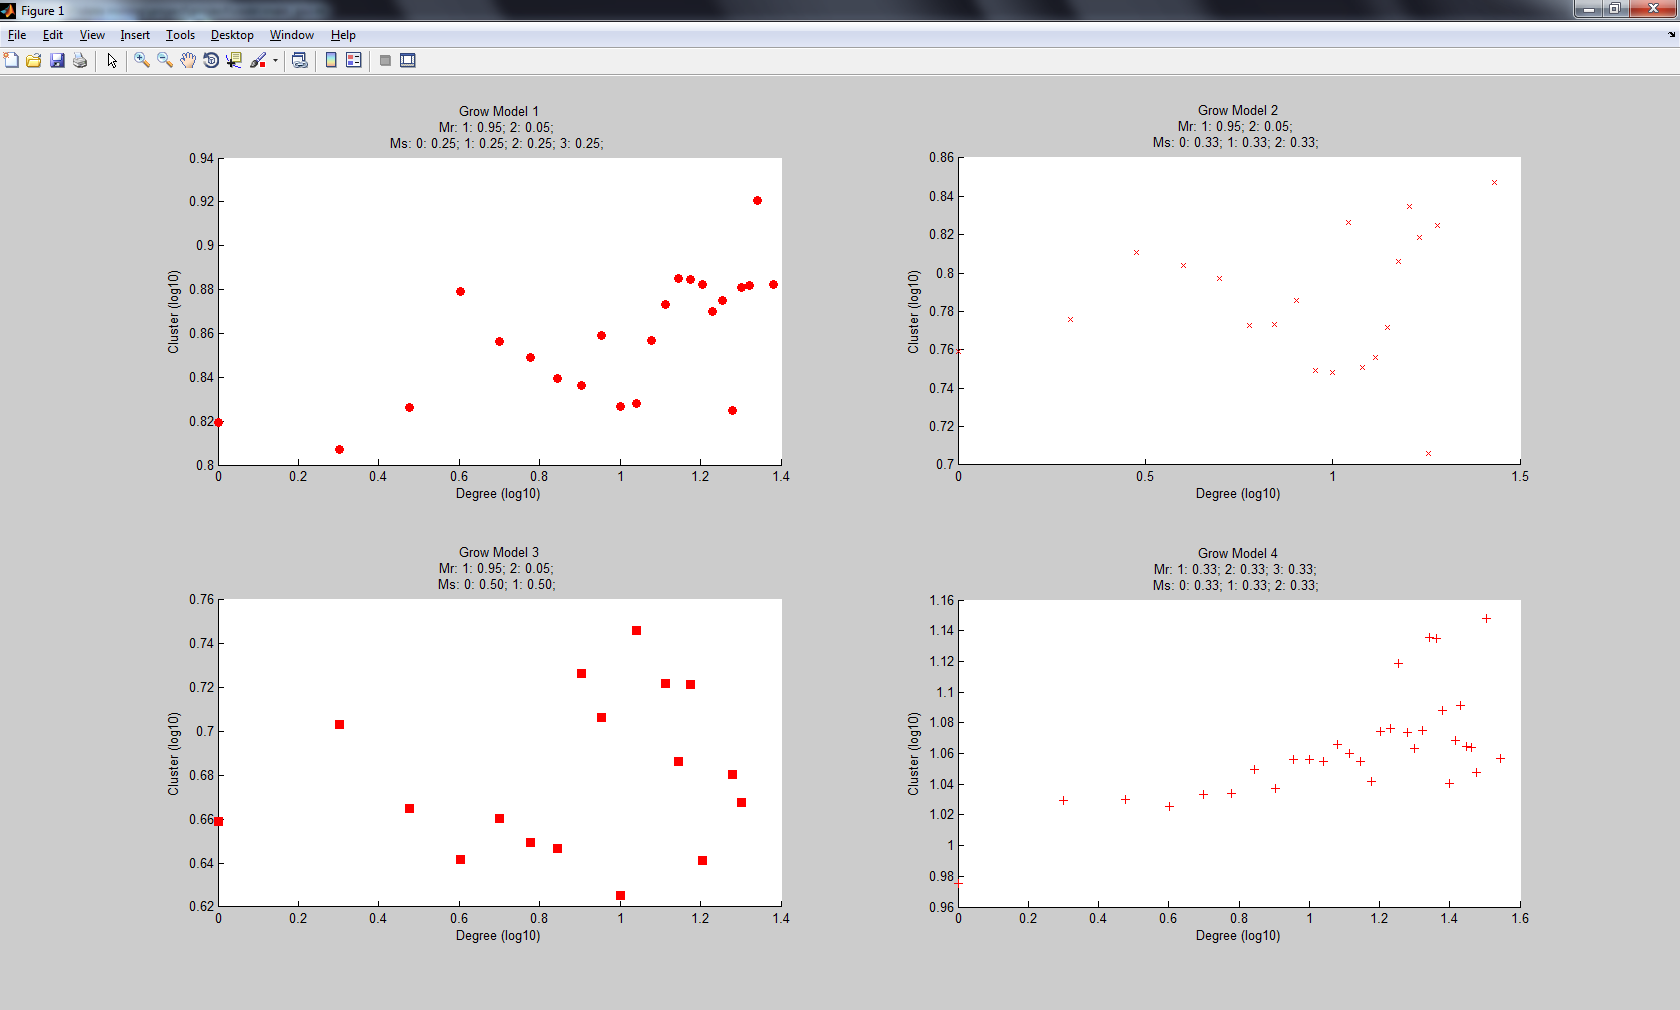 Figure 1
File Edit View Insert Tools Desktop Window Help
Grow Model 1
Mr: 1: 0.95; 2: 0.05;
Ms: 0: 0.25; 1: 0.25; 2: 0.25; 3: 0.25;
0.94
0.92
0.9
0.88
0.86
0.84
0.82
0.8
Cluster (log10)
0 0.2 0.4 0.6 0.8 1 1.2 1.4
Degree (log10)
Grow Model 2
Mr: 1: 0.95; 2: 0.05;
Ms: 0: 0.33; 1: 0.33; 2: 0.33;
0.86
0.84
0.82
0.8
0.78
0.76
0.74
0.72
0.7
Cluster (log10)
0 0.5 1 1.5
Degree (log10)
Grow Model 3
Mr: 1: 0.95; 2: 0.05;
Ms: 0: 0.50; 1: 0.50;
0.76
0.74
0.72
0.7
0.68
0.66
0.64
0.62
Cluster (log10)
0 0.2 0.4 0.6 0.8 1 1.2 1.4
Degree (log10)
Grow Model 4
Mr: 1: 0.33; 2: 0.33; 3: 0.33;
Ms: 0: 0.33; 1: 0.33; 2: 0.33;
1.16
1.14
1.12
1.1
1.08
1.06
1.04
1.02
1
0.98
0.96
Cluster (log10)
0 0.2 0.4 0.6 0.8 1 1.2 1.4 1.6
Degree (log10)